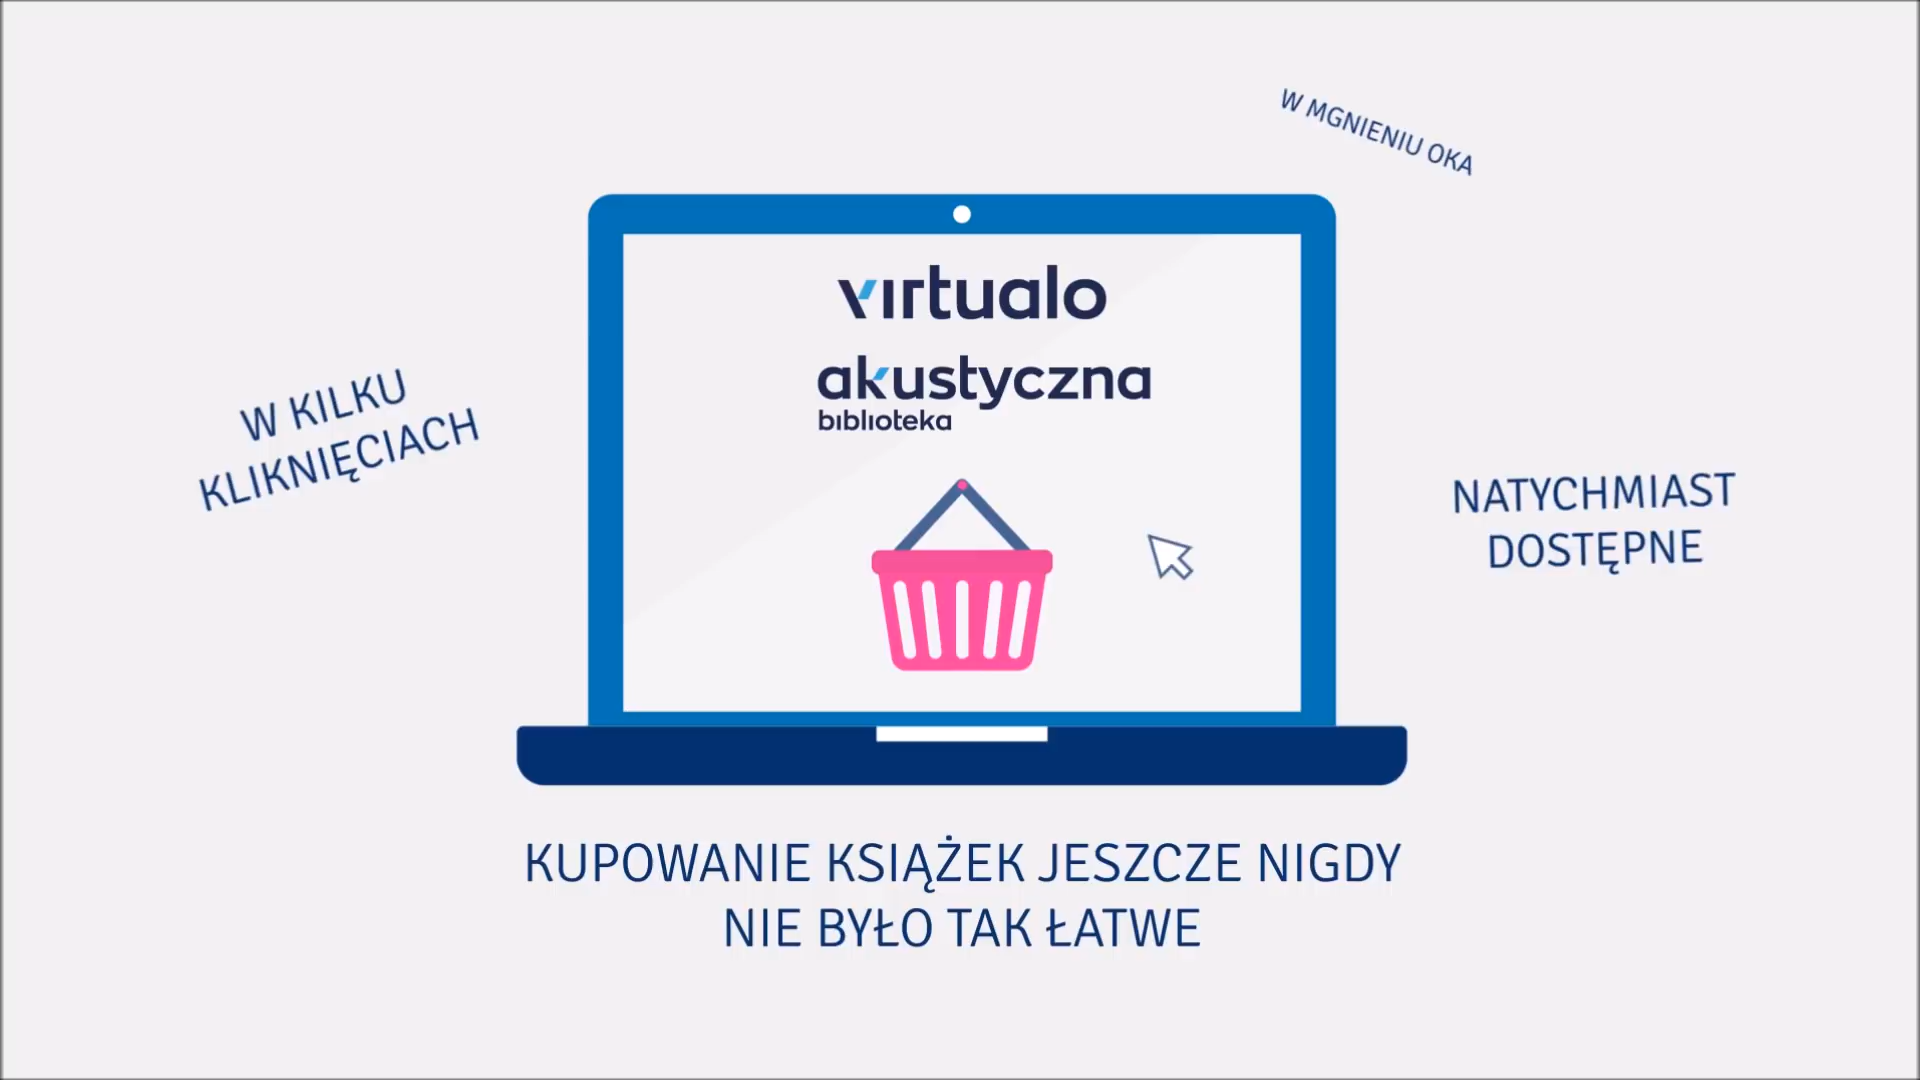 W MGNIENIU OKA
virtualo
akustyczna
biblioteka
W KILKU
KLIKNIĘCIACH
NATYCHMIAST
DOSTĘPNE
KUPOWANIE KSIĄŻEK JESZCZE NIGDY
NIE BYŁO TAK ŁATWE